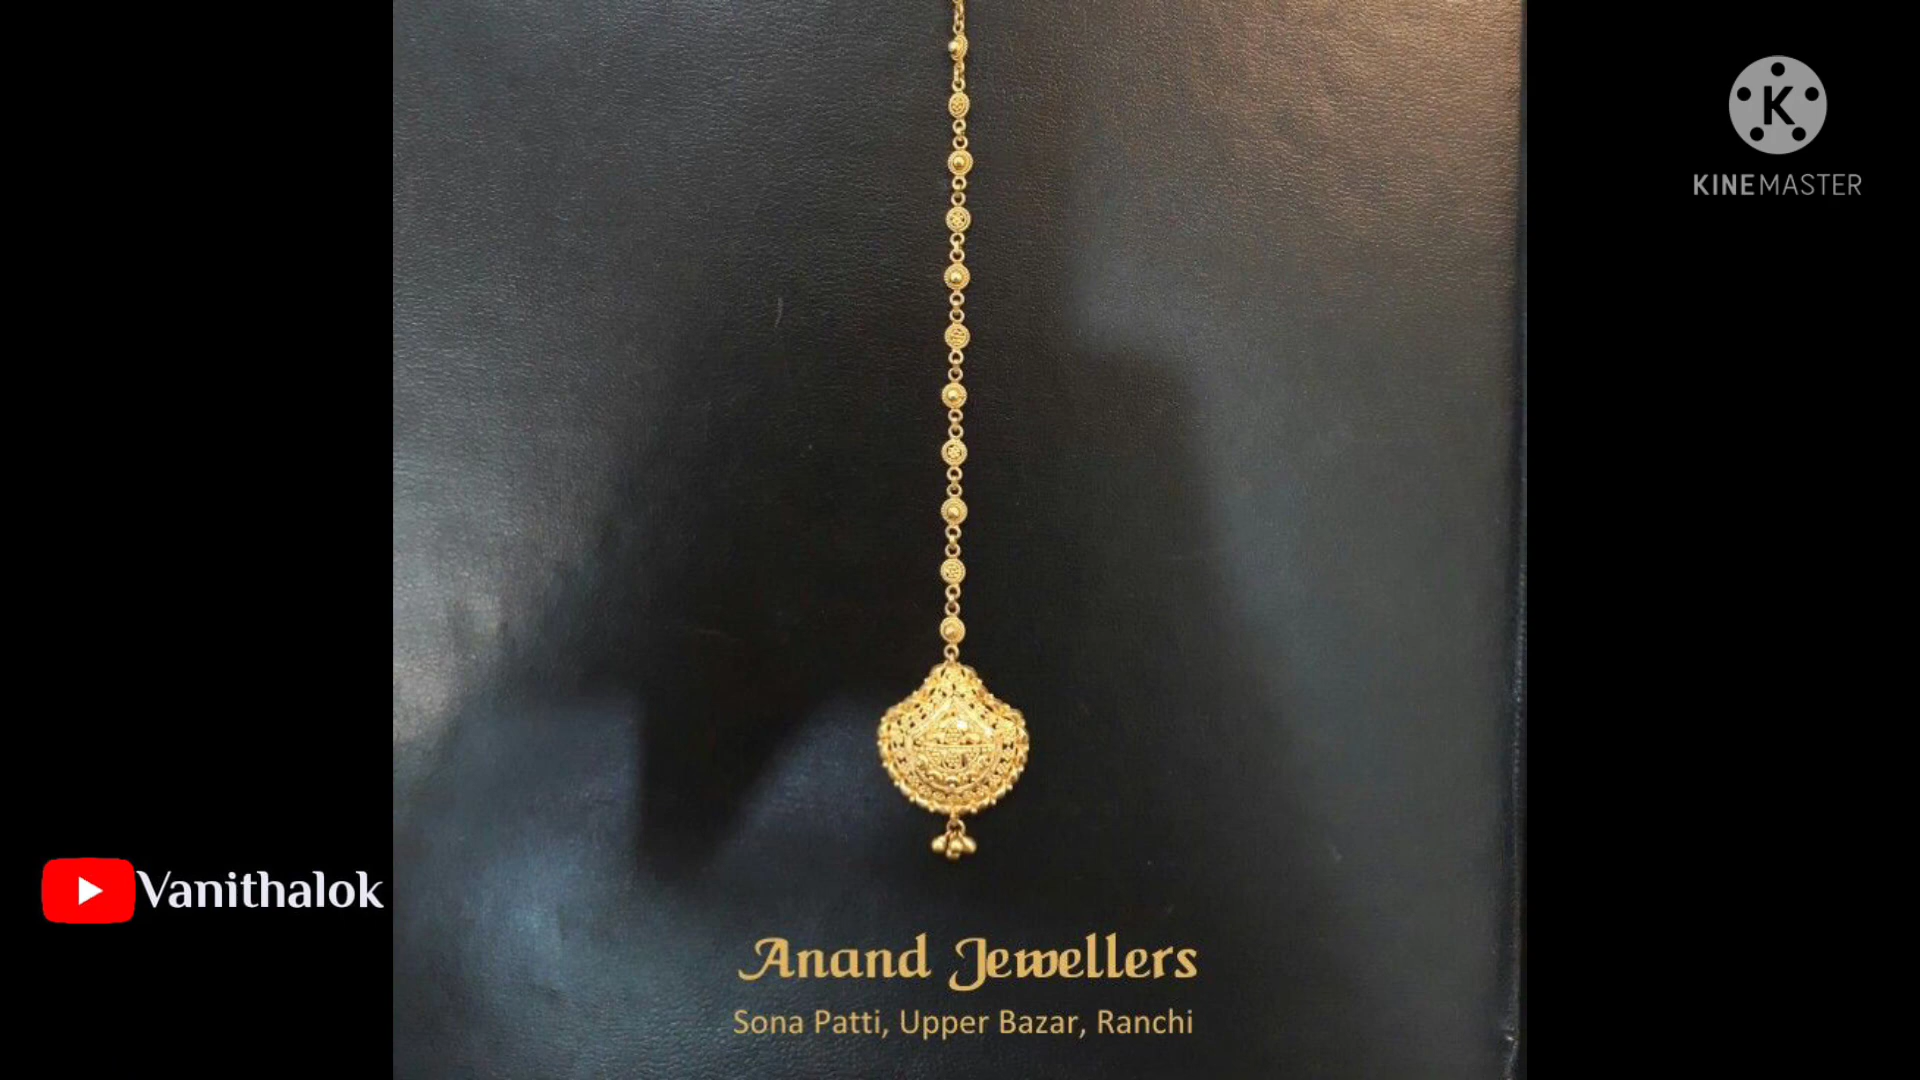 K
KINEMASTER
Vanithalok
Anand Jewellers
Sona Patti, Upper Bazar, Ranchi